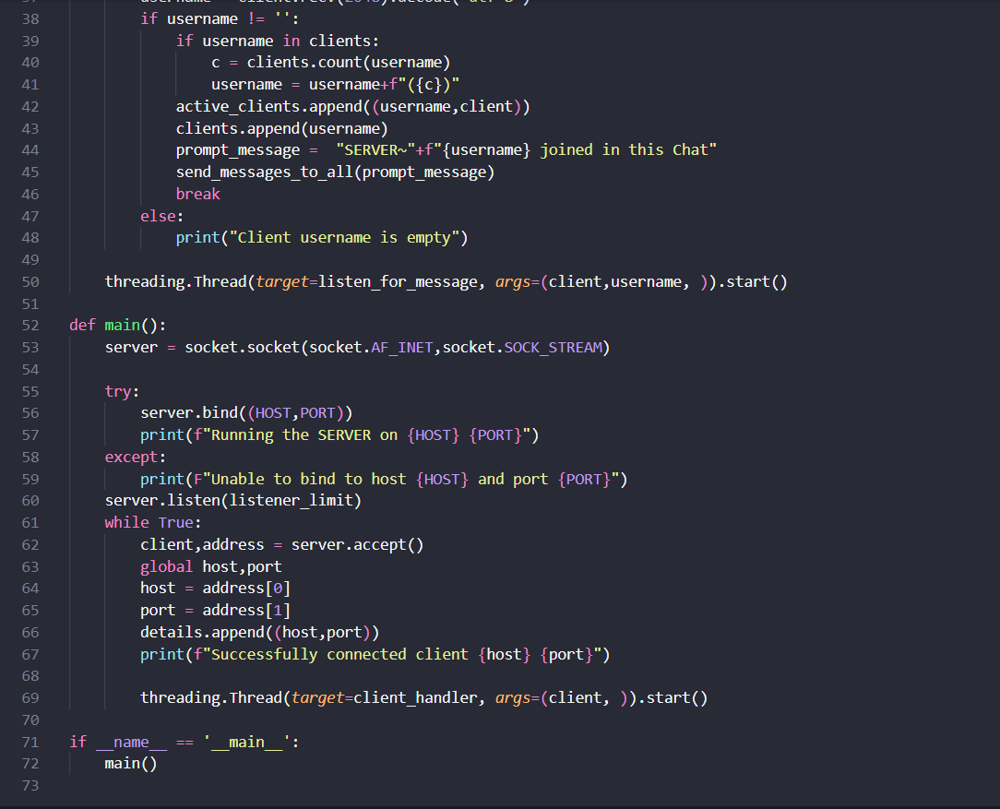 38 if username != '':
39 if username in clients:
40 c = clients.count(username)
41 username = username+f"({c})"
42 active_clients.append((username,client))
43 clients.append(username)
44 prompt_message =  "SERVER~"+f"{username} joined in this Chat"
45 send_messages_to_all(prompt_message)
46 break
47 else:
48 print("Client username is empty")
49
50 threading.Thread(target=listen_for_message, args=(client,username, )).start()
51
52 def main():
53 server = socket.socket(socket.AF_INET,socket.SOCK_STREAM)
54
55 try:
56 server.bind((HOST,PORT))
57 print(f"Running the SERVER on {HOST} {PORT}")
58 except:
59 print(F"Unable to bind to host {HOST} and port {PORT}")
60 server.listen(listener_limit)
61 while True:
62 client,address = server.accept()
63 global host,port
64 host = address[0]
65 port = address[1]
66 details.append((host,port))
67 print(f"Successfully connected client {host} {port}")
68
69 threading.Thread(target=client_handler, args=(client, )).start()
70
71 if __name__ == '__main__':
72 main()
73